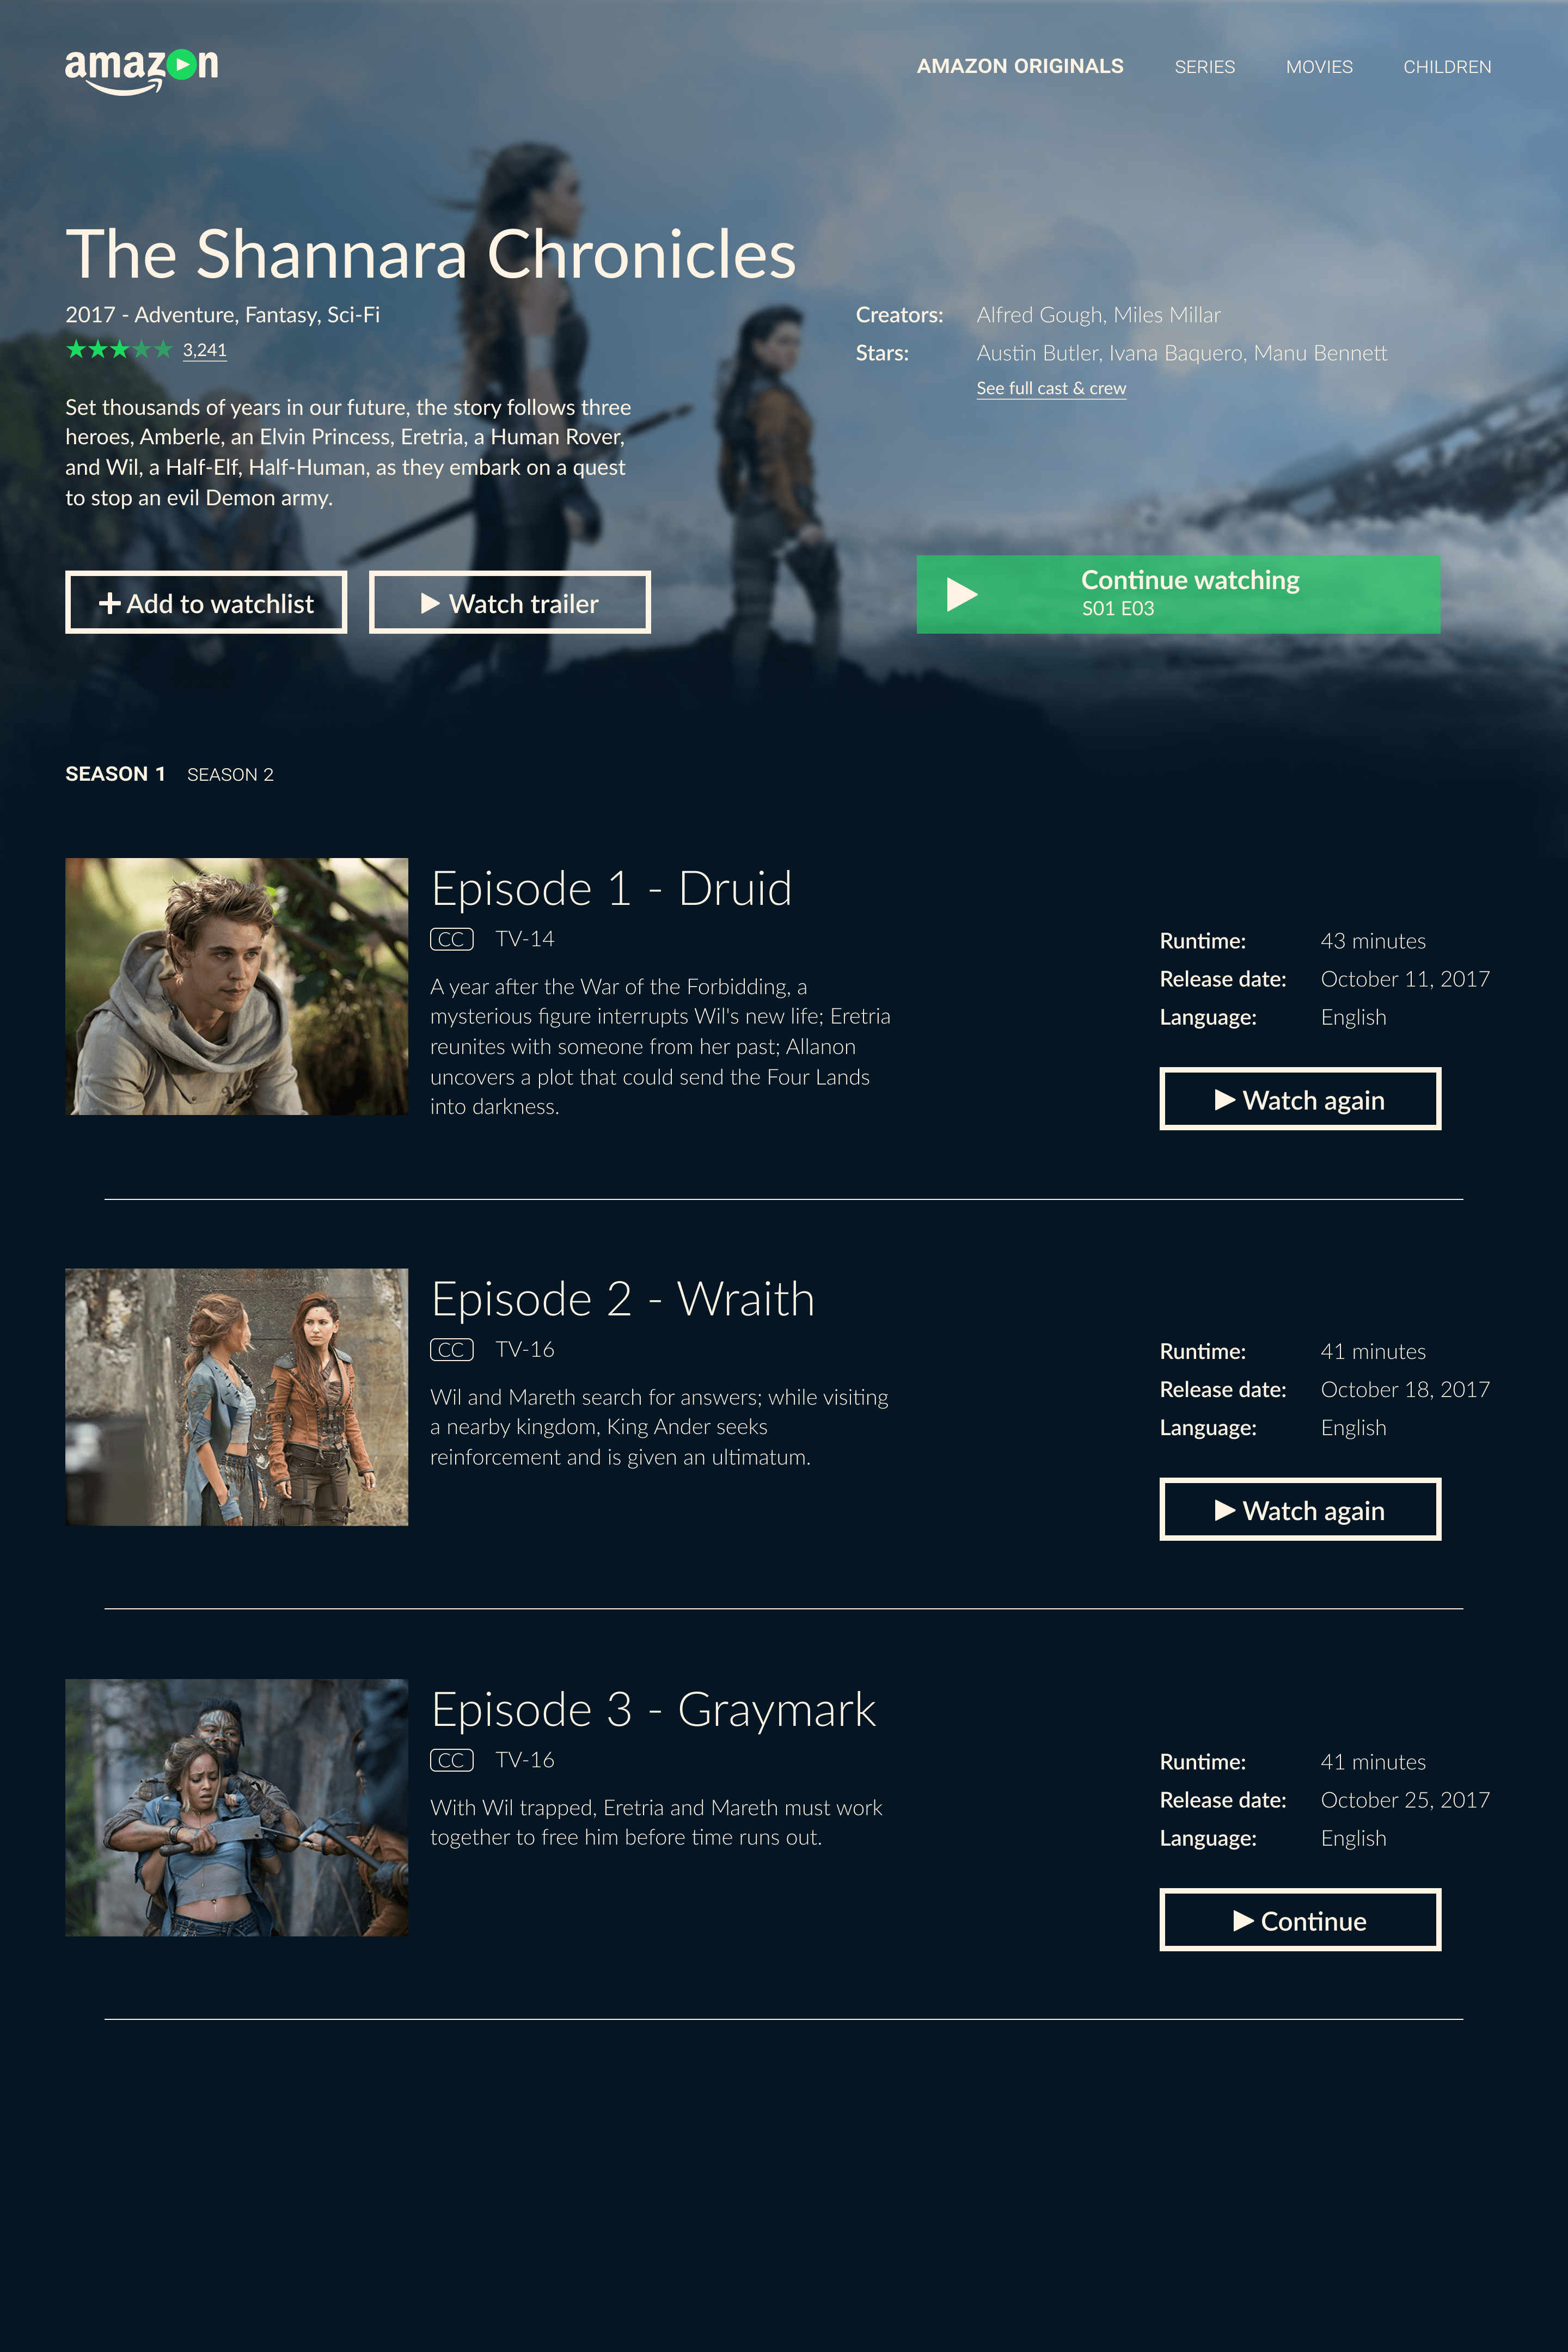 amazon
AMAZON ORIGINALS SERIES MOVIES CHILDREN
The Shannara Chronicles
2017 - Adventure, Fantasy, Sci-Fi
3,241
Creators: Alfred Gough, Miles Millar
Stars: Austin Butler, Ivana Baquero, Manu Bennett
See full cast & crew
Set thousands of years in our future, the story follows three
heroes, Amberle, an Elvin Princess, Eretria, a Human Rover,
and Wil, a Half-Elf, Half-Human, as they embark on a quest
to stop an evil Demon army.
Add to watchlist
Watch trailer
Continue watching
S01 E03
SEASON 1 SEASON 2
Episode 1 - Druid
CC TV-14
A year after the War of the Forbidding, a
mysterious figure interrupts Wil's new life; Eretria
reunites with someone from her past; Allanon
uncovers a plot that could send the Four Lands
into darkness.
Runtime: 43 minutes
Release date: October 11, 2017
Language: English
Watch again
Episode 2 - Wraith
CC TV-16
Wil and Mareth search for answers; while visiting
a nearby kingdom, King Ander seeks
reinforcement and is given an ultimatum.
Runtime: 41 minutes
Release date: October 18, 2017
Language: English
Watch again
Episode 3 - Graymark
CC TV-16
With Wil trapped, Eretria and Mareth must work
together to free him before time runs out.
Runtime: 41 minutes
Release date: October 25, 2017
Language: English
Continue